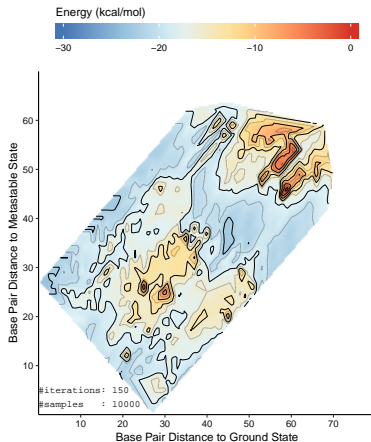 Energy (kcal/mol)
−30 −20 −10 0
Base Pair Distance to Metastable State
60
50
40
30
20
10
#iterations: 150
#samples : 10000
10 20 30 40 50 60 70
Base Pair Distance to Ground State